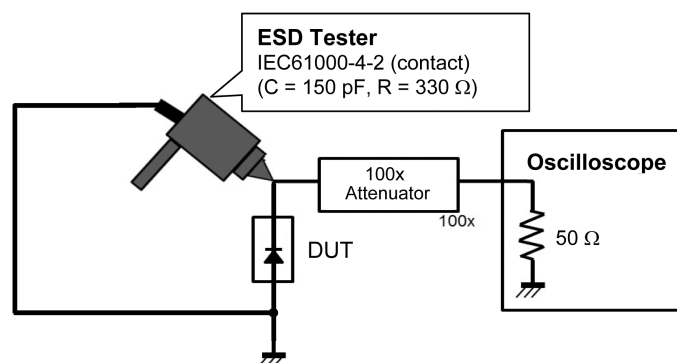 ESD Tester
IEC61000-4-2 (contact)
(C = 150 pF, R = 330 Ω)
Oscilloscope
100x
Attenuator
100x
50 Ω
DUT